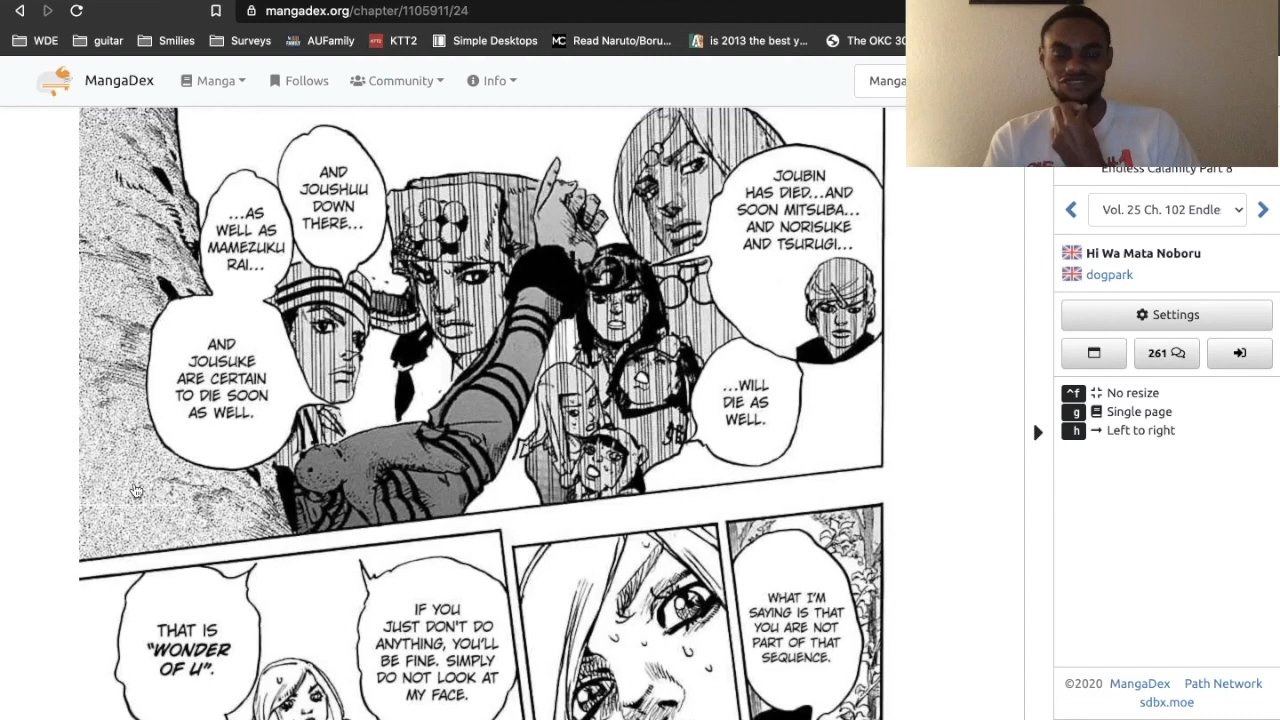 mangadex.org/chapter/1105911/24
WDE
guitar
Smilies
Surveys
AUFamily
KTT2
Simple Desktops
Read Naruto/Boru...
is 2013 the best y...
The OKC 30
MangaDex
Manga
Follows
Community
Info
Manga
JOUBIN
HAS DIED...AND
SOON MITSUBA...
AND NORISUKE
AND TSURUGI...
...WILL
DIE AS
WELL.
AND
JOUSHUU
DOWN
THERE...
...AS
WELL AS
MAMEZUKU
RAI...
AND
JOUSUKE
ARE CERTAIN
TO DIE SOON
AS WELL.
WHAT I'M
SAYING IS THAT
YOU ARE NOT
PART OF THAT
SEQUENCE.
IF YOU
JUST DON'T DO
ANYTHING, YOU'LL
BE FINE. SIMPLY
DO NOT LOOK AT
MY FACE.
THAT IS
"WONDER
OF U".
Endless Calamity Part 8
Vol. 25 Ch. 102 Endle
Hi Wa Mata Noboru
dogpark
Settings
261
^f No resize
g Single page
h Left to right
©2020 MangaDex Path Network
sdbx.moe